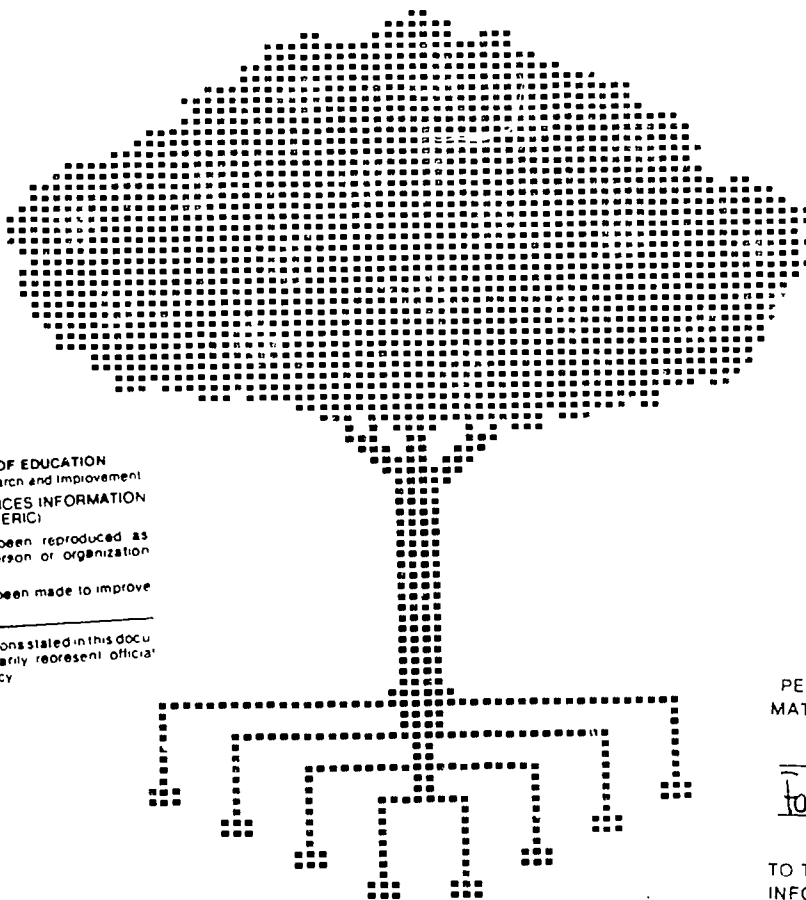 OF EDUCATION
arch and Improvement
ICES INFORMATION
ERIC)
been reproduced as
erson or organization
been made to improve
ons stated in this docu
arily represent official
cy
PE
MAT
TO T
INFO